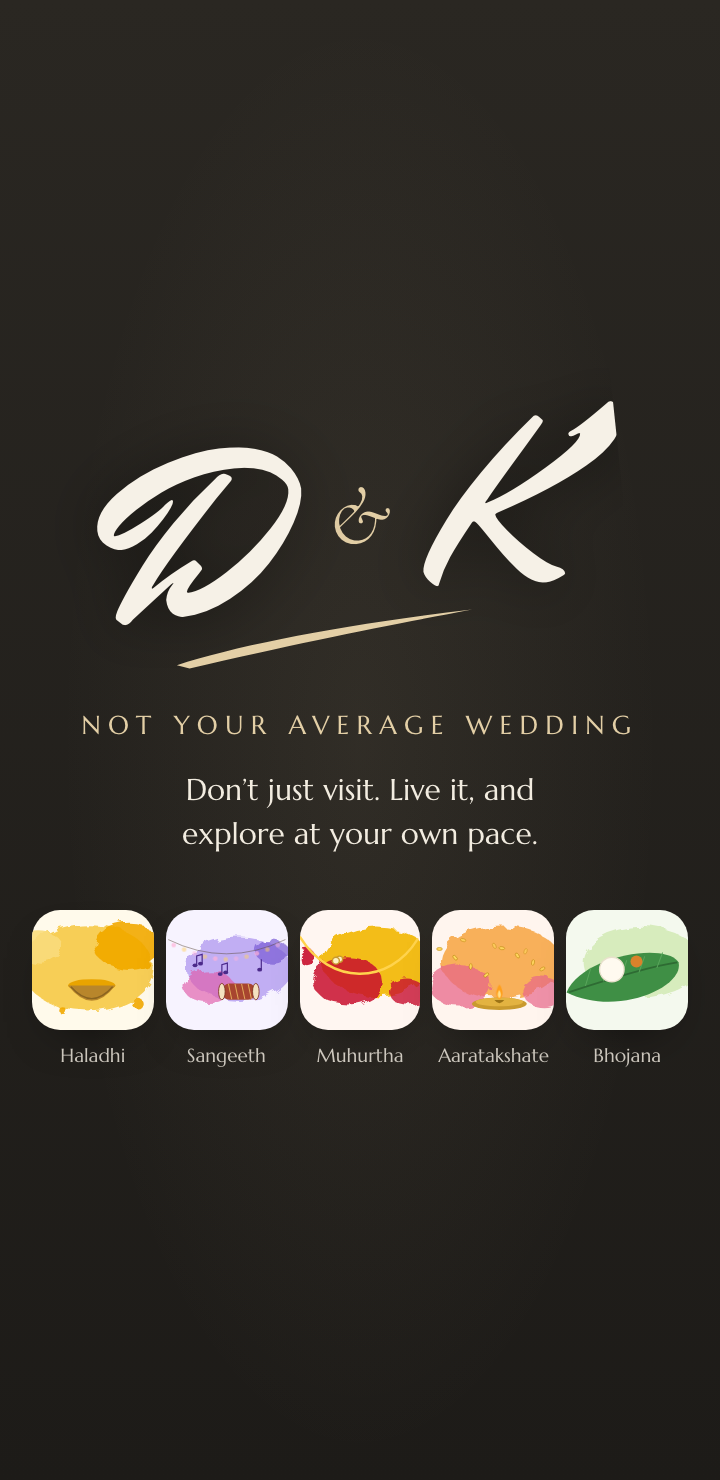 D & K
NOT YOUR AVERAGE WEDDING
Don’t just visit. Live it, and
explore at your own pace.
Haladhi Sangeeth Muhurtha Aaratakshate Bhojana